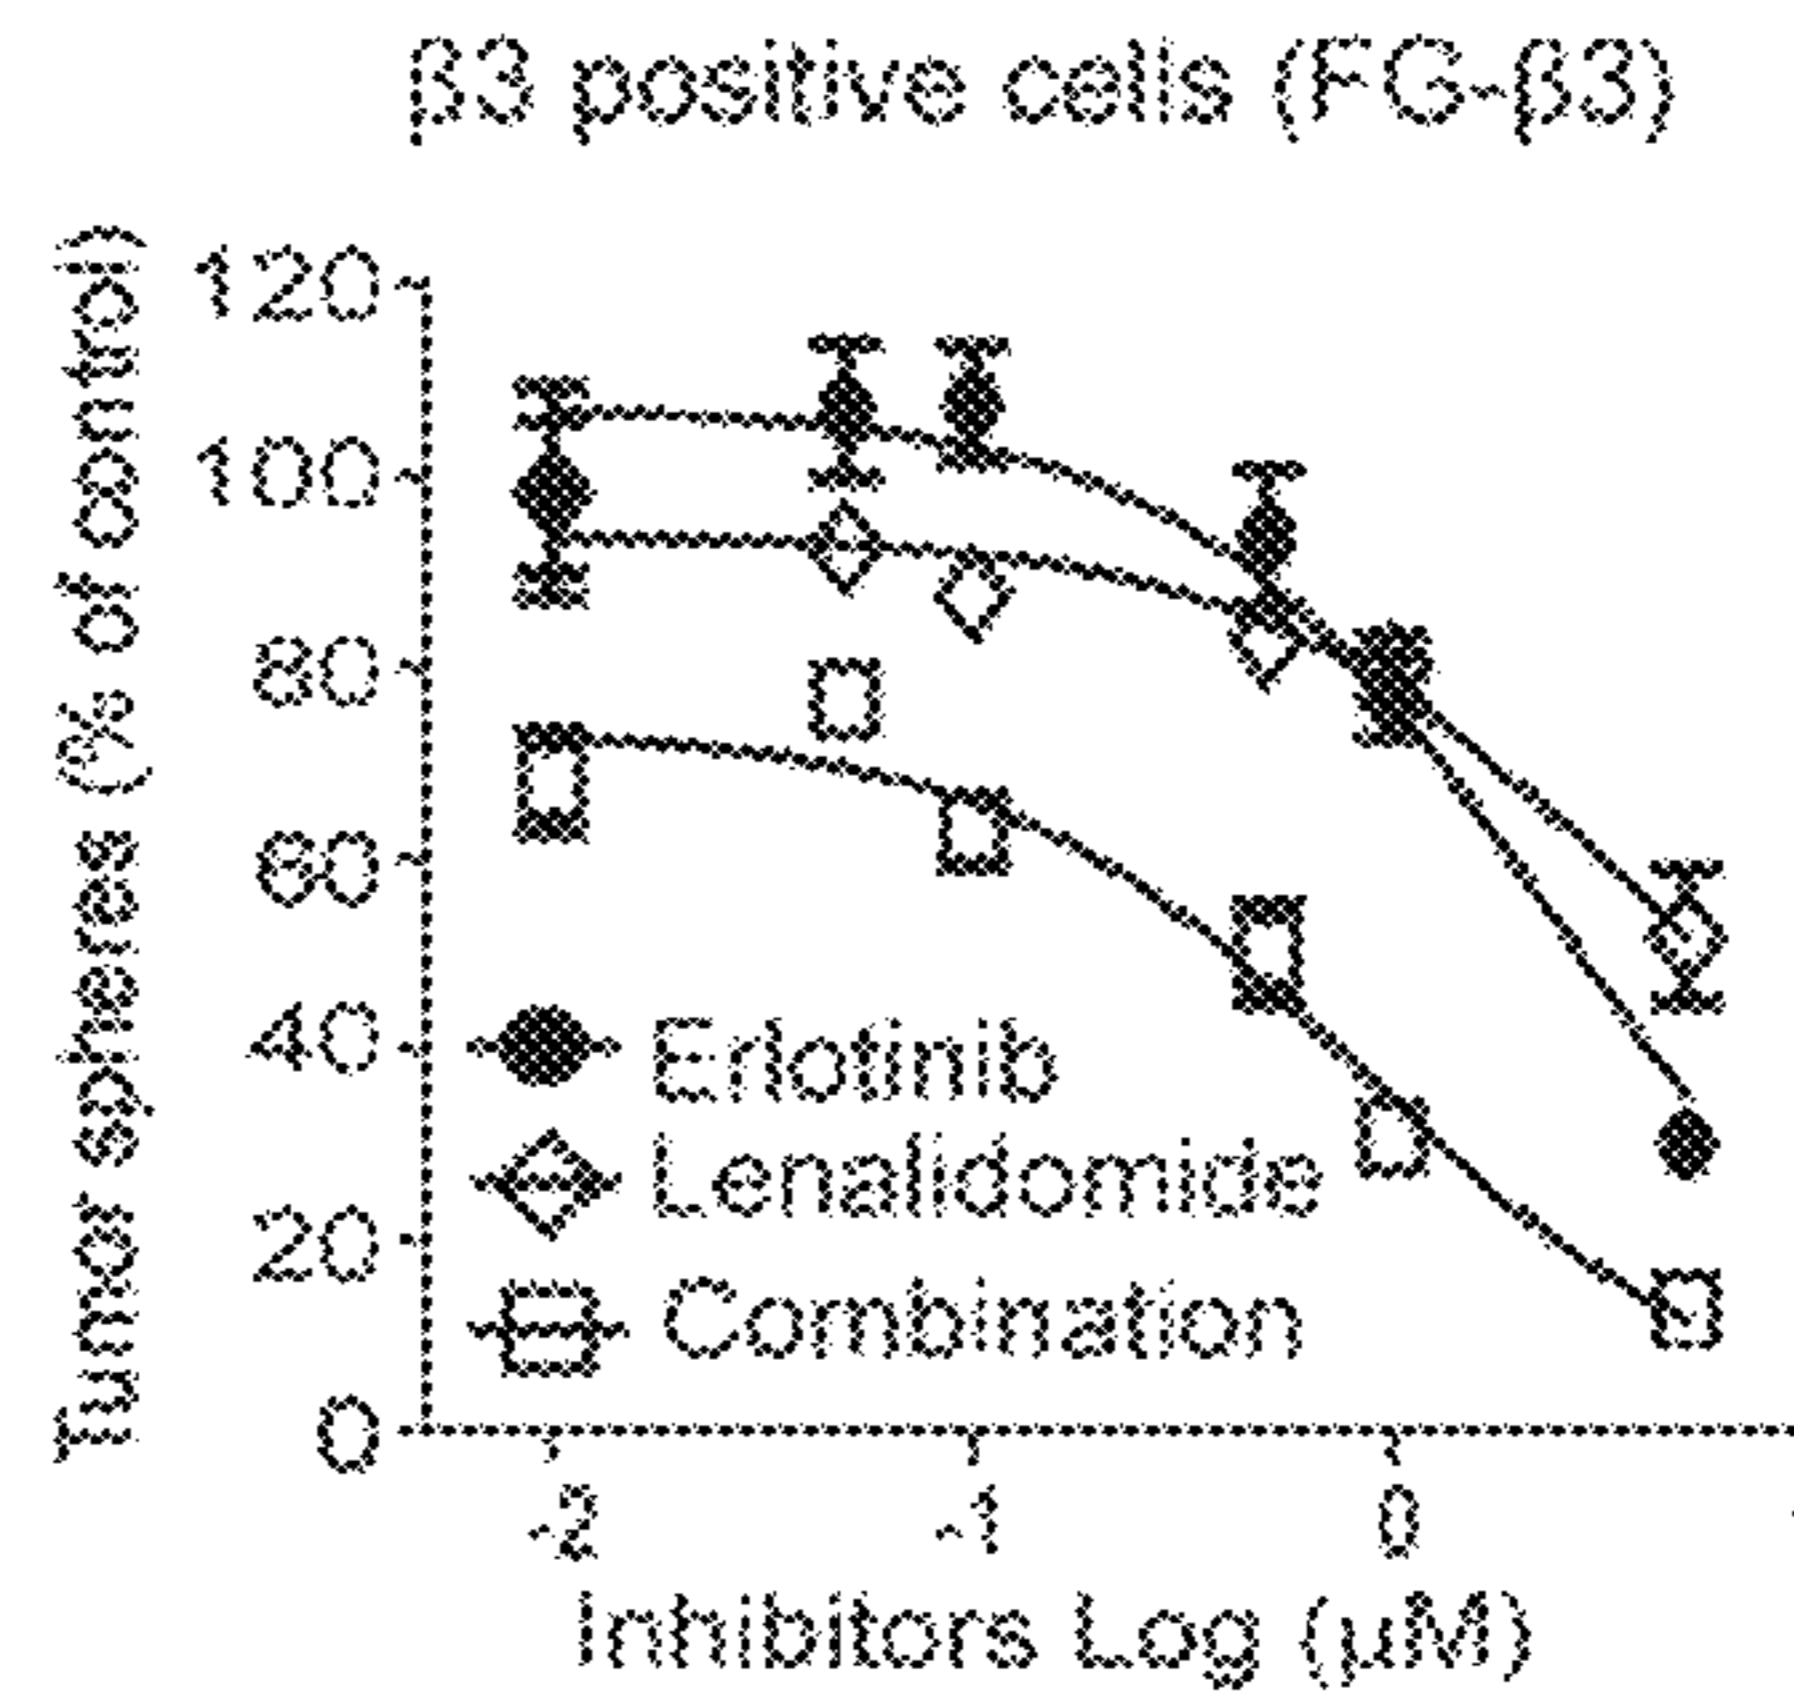 β3 positive cells (FG-β3)
Tumor spheres (% of control)
120
100
80
60
40
20
0
Erlotinib
Lenalidomide
Combination
-2 -1 0
Inhibitors Log (µM)